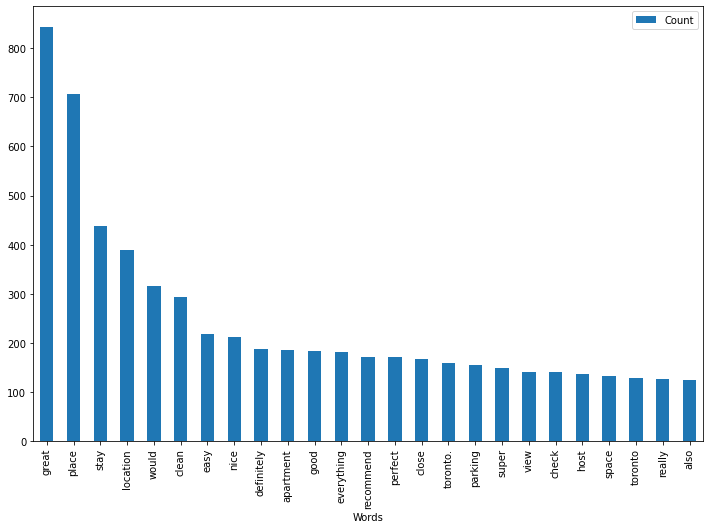 Count
800
700
600
500
400
300
200
100
0
great
place
stay
location
would
clean
easy
nice
definitely
apartment
good
everything
recommend
perfect
close
toronto.
parking
super
view
check
host
space
toronto
really
also
Words